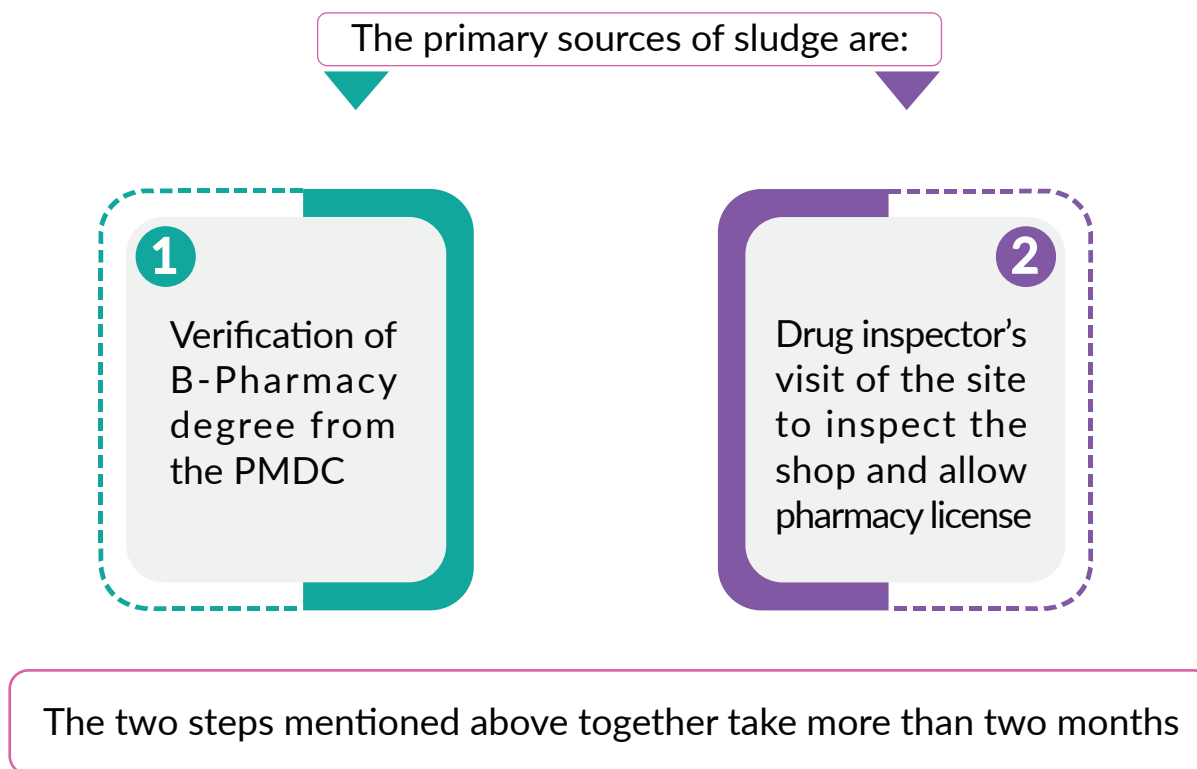 The primary sources of sludge are:
1
Verification of
B-Pharmacy
degree from
the PMDC
2
Drug inspector’s
visit of the site
to inspect the
shop and allow
pharmacy license
The two steps mentioned above together take more than two months